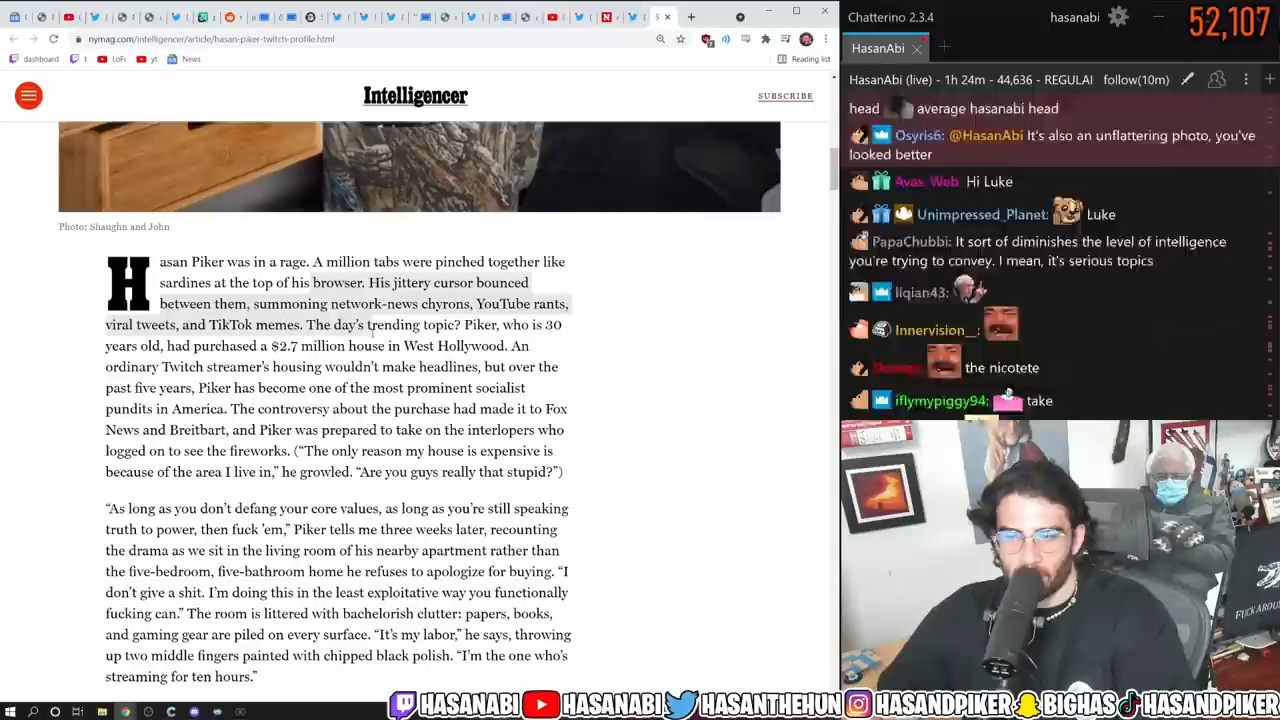 nymag.com/intelligencer/article/hasan-piker-twitch-profile.html
dashboard
t
LoFi
yt
News
Reading list
Intelligencer
SUBSCRIBE
Photo: Shaughn and John
Hasan Piker was in a rage. A million tabs were pinched together like
sardines at the top of his browser. His jittery cursor bounced
between them, summoning network-news chyrons, YouTube rants,
viral tweets, and TikTok memes. The day’s trending topic? Piker, who is 30
years old, had purchased a $2.7 million house in West Hollywood. An
ordinary Twitch streamer’s housing wouldn’t make headlines, but over the
past five years, Piker has become one of the most prominent socialist
pundits in America. The controversy about the purchase had made it to Fox
News and Breitbart, and Piker was prepared to take on the interlopers who
logged on to see the fireworks. (“The only reason my house is expensive is
because of the area I live in,” he growled. “Are you guys really that stupid?”)
“As long as you don’t defang your core values, as long as you’re still speaking
truth to power, then fuck ’em,” Piker tells me three weeks later, recounting
the drama as we sit in the living room of his nearby apartment rather than
the five-bedroom, five-bathroom home he refuses to apologize for buying. “I
don’t give a shit. I’m doing this in the least exploitative way you functionally
fucking can.” The room is littered with bachelorish clutter: papers, books,
and gaming gear are piled on every surface. “It’s my labor,” he says, throwing
up two middle fingers painted with chipped black polish. “I’m the one who’s
streaming for ten hours.”
Chatterino 2.3.4
hasanabi
52,107
HasanAbi
HasanAbi (live) - 1h 24m - 44,636 - REGULAI
follow(10m)
head average hasanabi head
Osyris6: @HasanAbi It's also an unflattering photo, you've
looked better
Avas_Web Hi Luke
Unimpressed_Planet: Luke
PapaChubbi: It sort of diminishes the level of intelligence
you're trying to convey. I mean, it's serious topics
liqian43:
Innervision_:
the nicotete
iflymypiggy94: take
HASANABI
HASANABI
HASANTHEHUN
HASANDPIKER
BIGHAS
HASANDPIKER